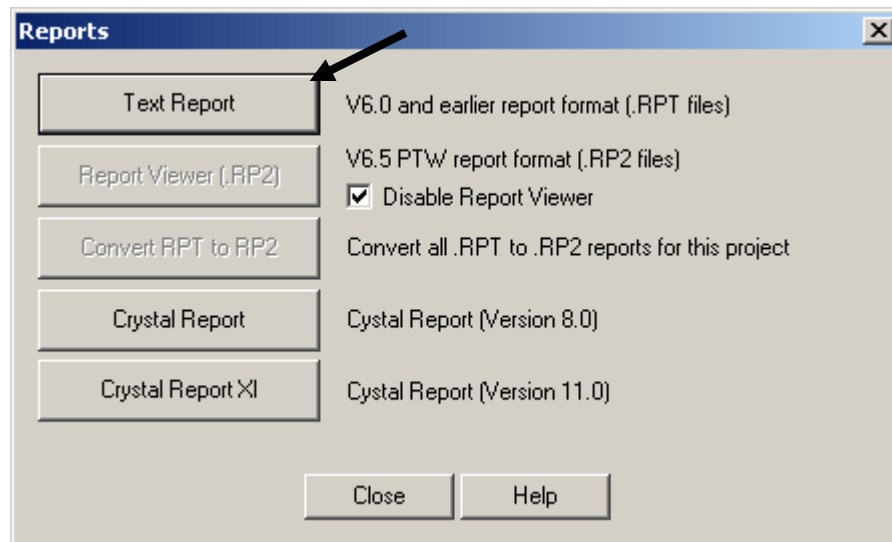 Reports
Text Report V6.0 and earlier report format (.RPT files)
V6.5 PTW report format (.RP2 files)
Report Viewer (.RP2)
Disable Report Viewer
Convert RPT to RP2 Convert all .RPT to .RP2 reports for this project
Crystal Report Cystal Report (Version 8.0)
Crystal Report XI Cystal Report (Version 11.0)
Close Help